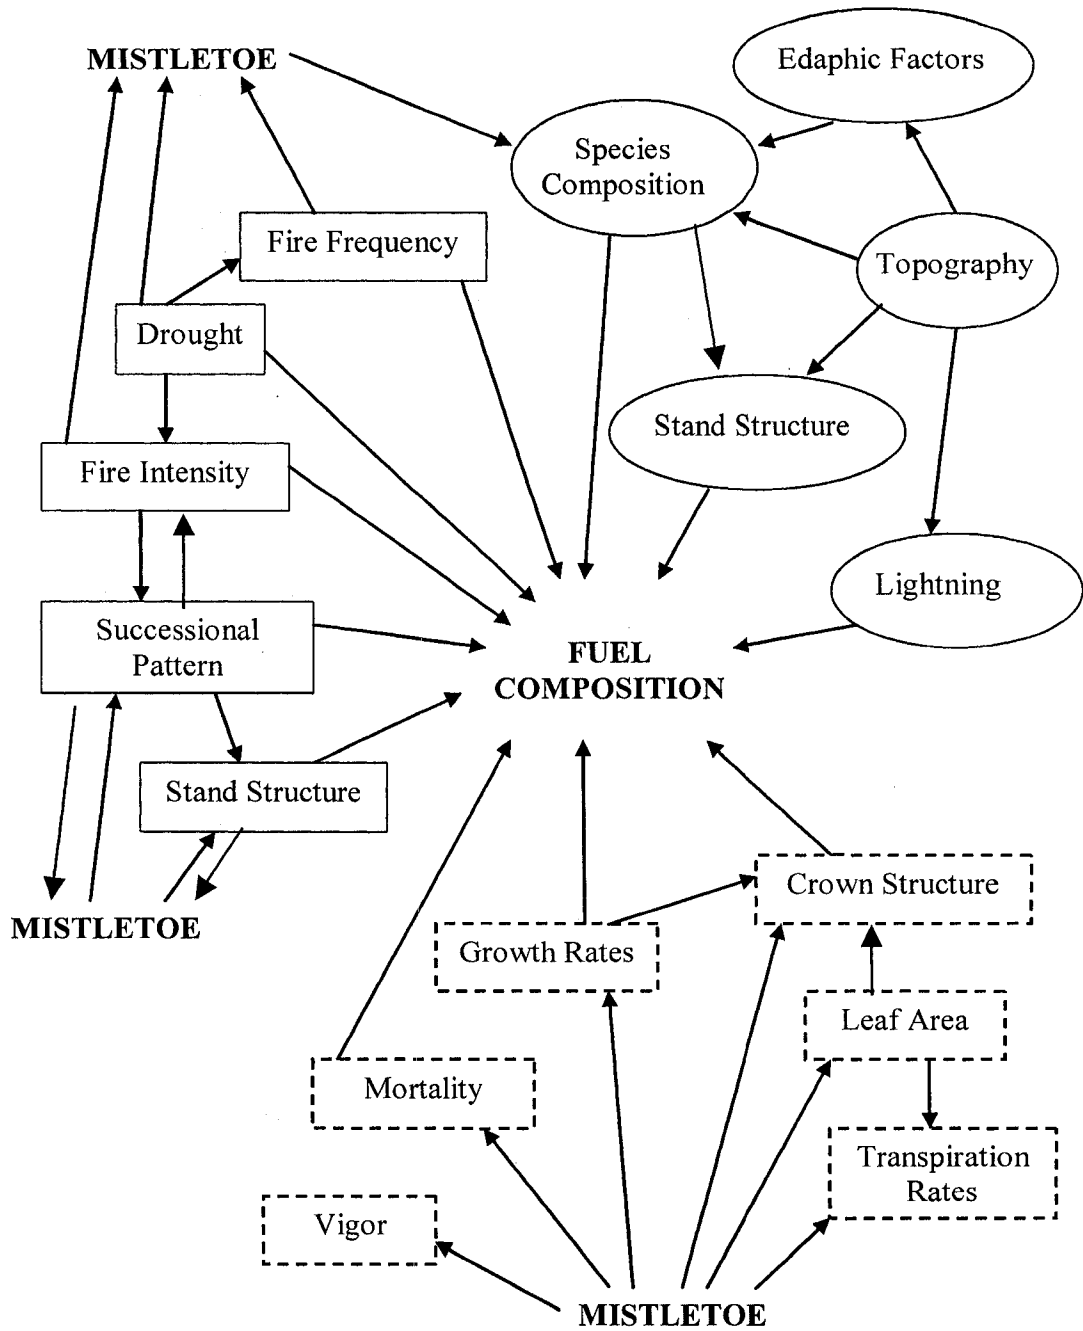 MISTLETOE
Edaphic Factors
Species
Composition
Fire Frequency
Topography
Drought
Stand Structure
Fire Intensity
Lightning
Successional
Pattern
FUEL
COMPOSITION
Stand Structure
Crown Structure
MISTLETOE
Growth Rates
Leaf Area
Mortality
Transpiration
Rates
Vigor
MISTLETOE